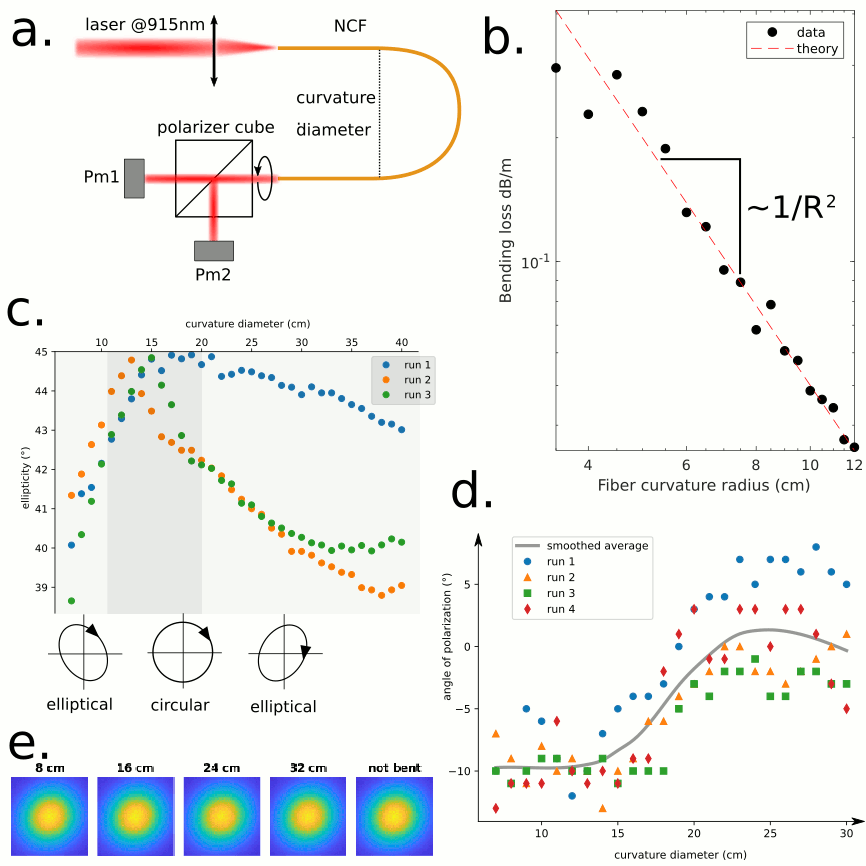 a.
laser @915nm
NCF
curvature
diameter
polarizer cube
Pm1
Pm2
b.
data
theory
~1/R²
10⁻¹
Bending loss dB/m
4
6
8
10
12
Fiber curvature radius (cm)
c.
curvature diameter (cm)
10
15
20
25
30
35
40
45
44
43
42
41
40
39
ellipticity (°)
run 1
run 2
run 3
elliptical
circular
elliptical
d.
smoothed average
run 1
run 2
run 3
run 4
5
0
−5
−10
angle of polarization (°)
10
15
20
25
30
curvature diameter (cm)
e.
8 cm
16 cm
24 cm
32 cm
not bent